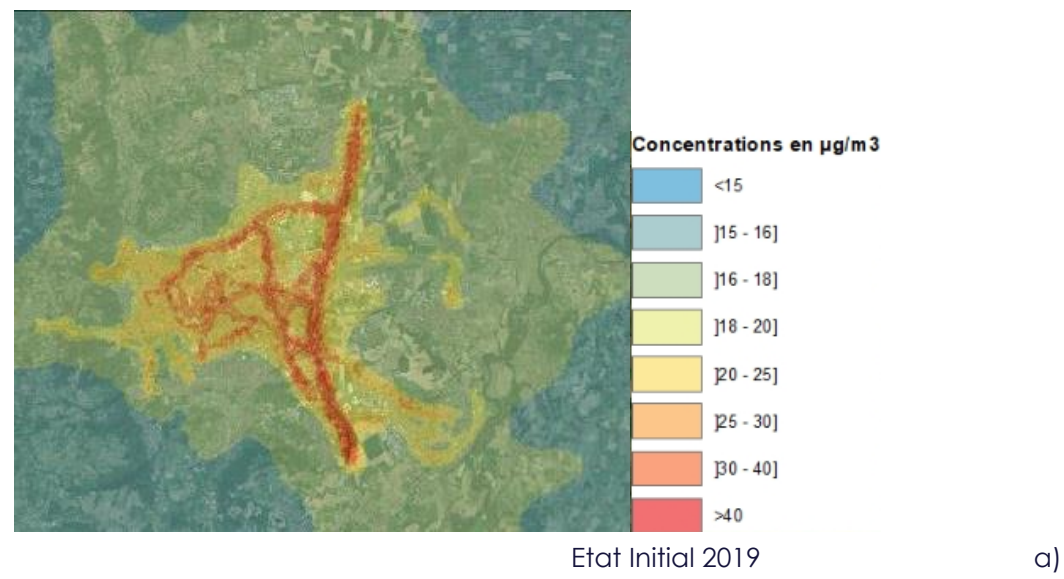 Concentrations en µg/m3
<15
]15 - 16]
]16 - 18]
]18 - 20]
]20 - 25]
]25 - 30]
]30 - 40]
>40
Etat Initial 2019 a)